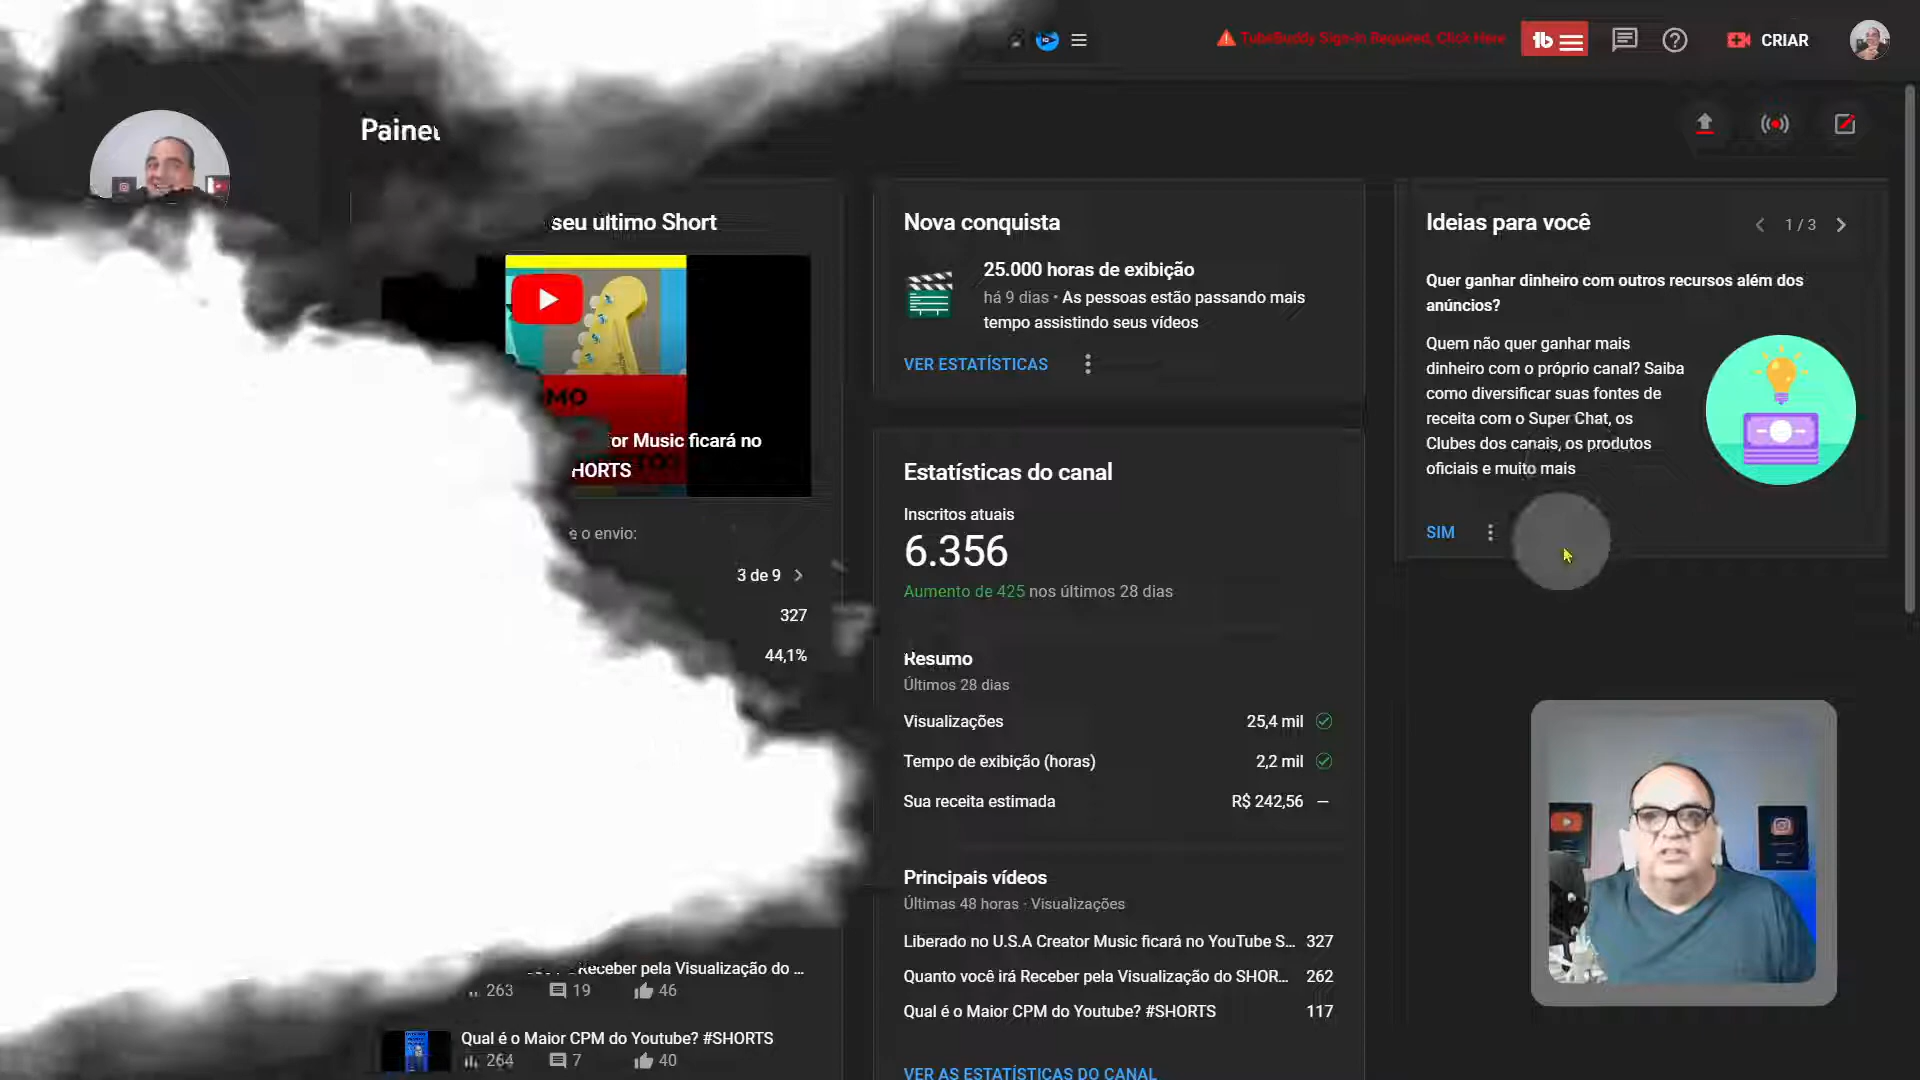 TubeBuddy Sign-in Required, Click Here
CRIAR
Painel
seu último Short
or Music ficará no
HORTS
MO
e o envio:
3 de 9
327
44,1%
Receber pela Visualização do ...
263 19 46
Qual é o Maior CPM do Youtube? #SHORTS
264 7 40
Nova conquista
25.000 horas de exibição
há 9 dias • As pessoas estão passando mais
tempo assistindo seus vídeos
VER ESTATÍSTICAS
Estatísticas do canal
Inscritos atuais
6.356
Aumento de 425 nos últimos 28 dias
Resumo
Últimos 28 dias
Visualizações 25,4 mil
Tempo de exibição (horas) 2,2 mil
Sua receita estimada R$ 242,56 —
Principais vídeos
Últimas 48 horas · Visualizações
Liberado no U.S.A Creator Music ficará no YouTube S... 327
Quanto você irá Receber pela Visualização do SHOR... 262
Qual é o Maior CPM do Youtube? #SHORTS 117
VER AS ESTATÍSTICAS DO CANAL
Ideias para você
1 / 3
Quer ganhar dinheiro com outros recursos além dos
anúncios?
Quem não quer ganhar mais
dinheiro com o próprio canal? Saiba
como diversificar suas fontes de
receita com o Super Chat, os
Clubes dos canais, os produtos
oficiais e muito mais
SIM